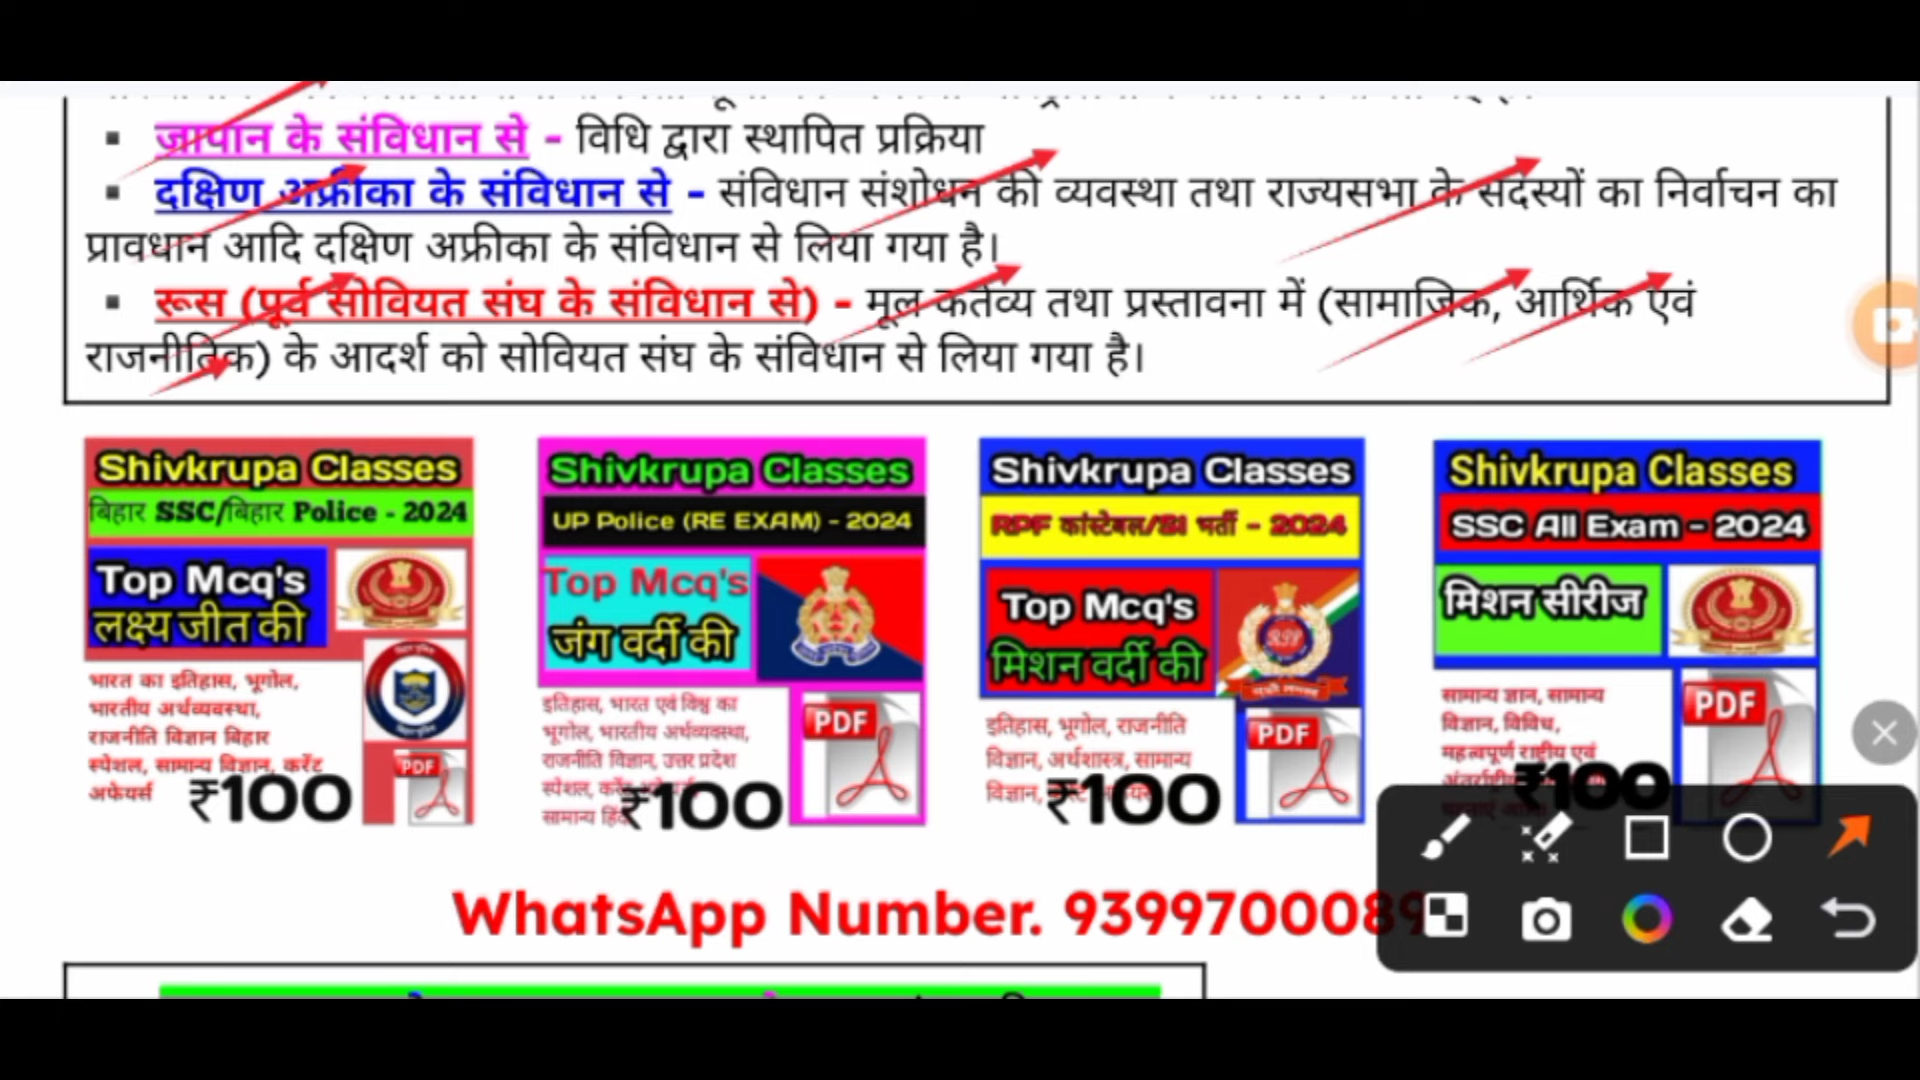 ▪ जापान के संविधान से - विधि द्वारा स्थापित प्रक्रिया
▪ दक्षिण अफ्रीका के संविधान से - संविधान संशोधन की व्यवस्था तथा राज्यसभा के सदस्यों का निर्वाचन का
प्रावधान आदि दक्षिण अफ्रीका के संविधान से लिया गया है।
▪ रूस (पूर्व सोवियत संघ के संविधान से) - मूल कर्तव्य तथा प्रस्तावना में (सामाजिक, आर्थिक एवं
राजनीतिक) के आदर्श को सोवियत संघ के संविधान से लिया गया है।
Shivkrupa Classes
बिहार SSC/बिहार Police - 2024
Top Mcq's
लक्ष्य जीत की
भारत का इतिहास, भूगोल,
भारतीय अर्थव्यवस्था,
राजनीति विज्ञान बिहार
स्पेशल, सामान्य विज्ञान, करेंट
अफेयर्स
₹100
PDF
Shivkrupa Classes
UP Police (RE EXAM) - 2024
Top Mcq's
जंग वर्दी की
इतिहास, भारत एवं विश्व का
भूगोल, भारतीय अर्थव्यवस्था,
राजनीति विज्ञान, उत्तर प्रदेश
स्पेशल,
सामान्य
₹100
PDF
Shivkrupa Classes
RPF कांस्टेबल/SI भर्ती - 2024
Top Mcq's
मिशन वर्दी की
इतिहास, भूगोल, राजनीति
विज्ञान, अर्थशास्त्र, सामान्य
विज्ञान,
₹100
PDF
Shivkrupa Classes
SSC All Exam - 2024
मिशन सीरीज
सामान्य ज्ञान, सामान्य
विज्ञान, विविध,
महत्वपूर्ण राष्ट्रीय एवं
₹100
PDF
WhatsApp Number. 9399700089